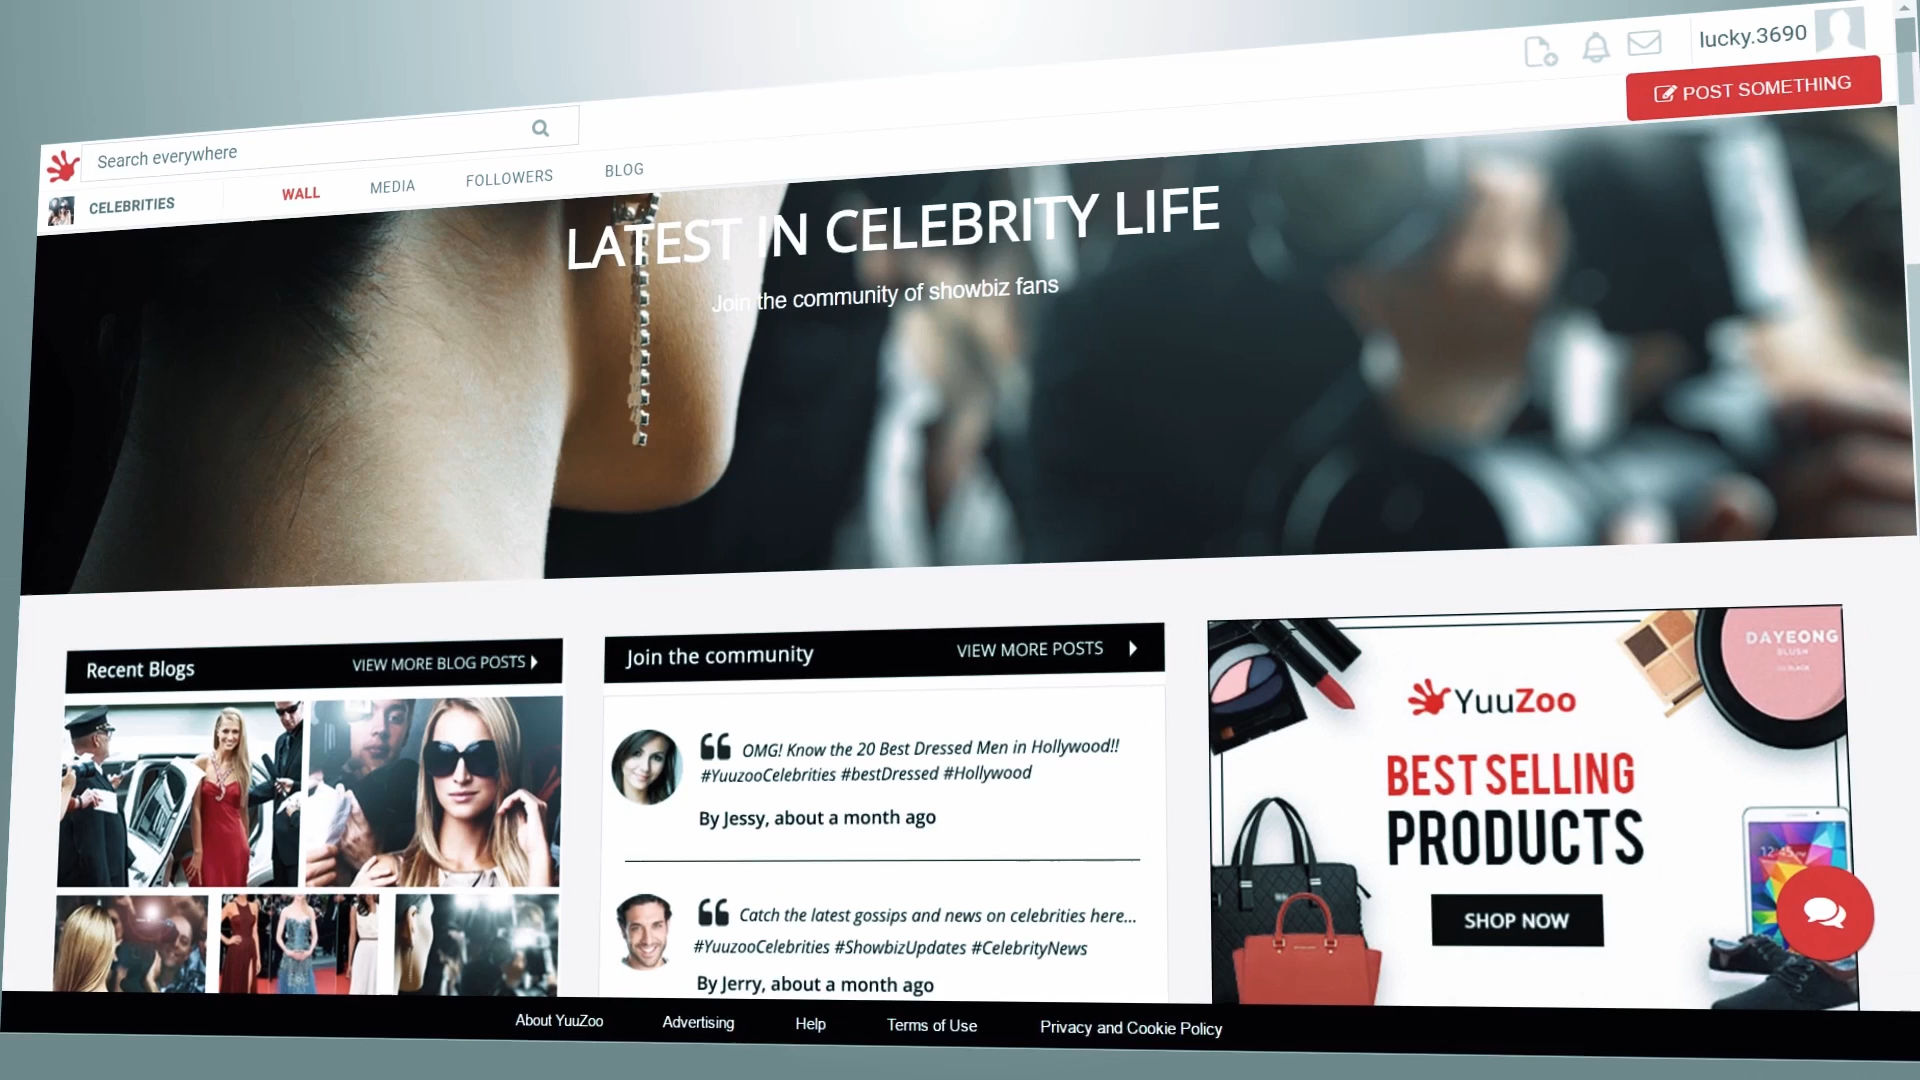 lucky.3690
POST SOMETHING
Search everywhere
CELEBRITIES
WALL
MEDIA
FOLLOWERS
BLOG
LATEST IN CELEBRITY LIFE
Join the community of showbiz fans
Recent Blogs
VIEW MORE BLOG POSTS
Join the community
VIEW MORE POSTS
OMG! Know the 20 Best Dressed Men in Hollywood!!
#YuuzooCelebrities #bestDressed #Hollywood
By Jessy, about a month ago
Catch the latest gossips and news on celebrities here...
#YuuzooCelebrities #ShowbizUpdates #CelebrityNews
By Jerry, about a month ago
DAYEONG
BLUSH
YuuZoo
BEST SELLING
PRODUCTS
SHOP NOW
About YuuZoo
Advertising
Help
Terms of Use
Privacy and Cookie Policy